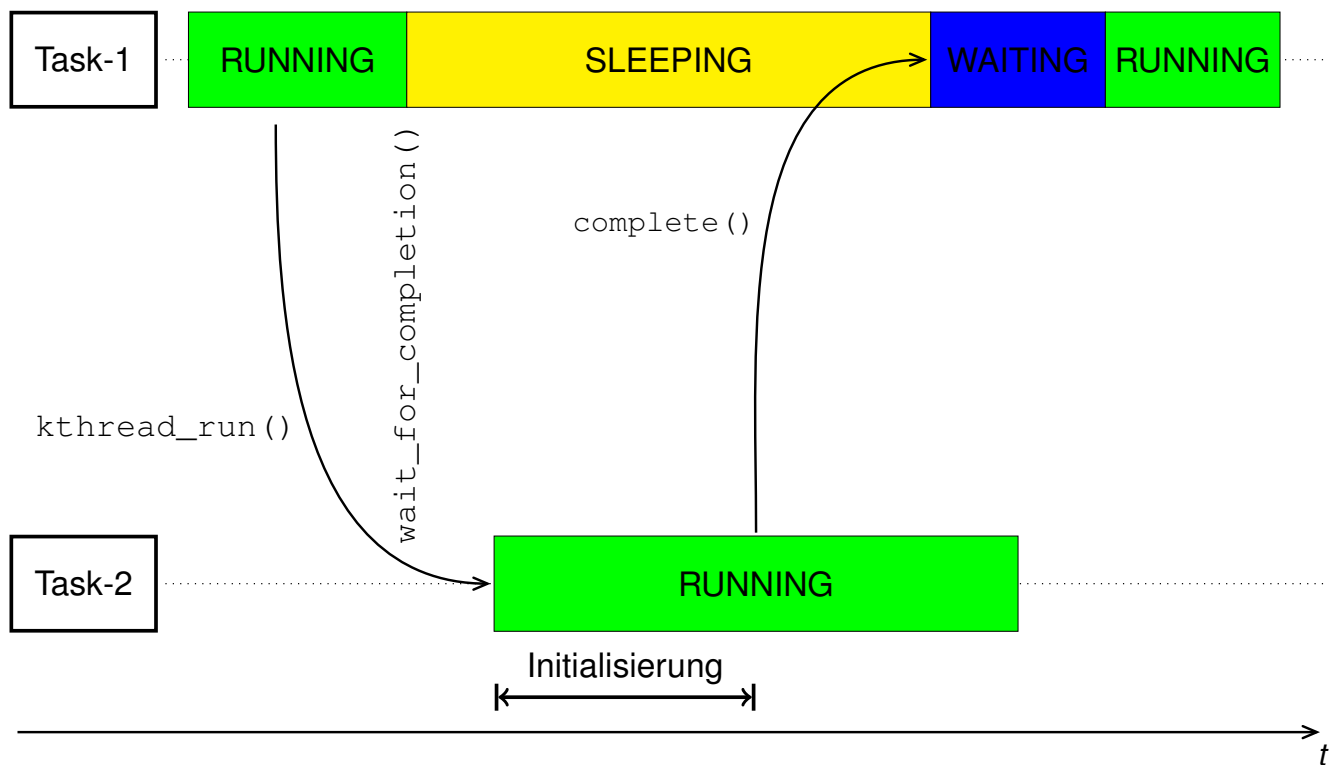 Task-1
RUNNING
SLEEPING
WAITING
RUNNING
wait_for_completion()
complete()
kthread_run()
Task-2
RUNNING
Initialisierung
t